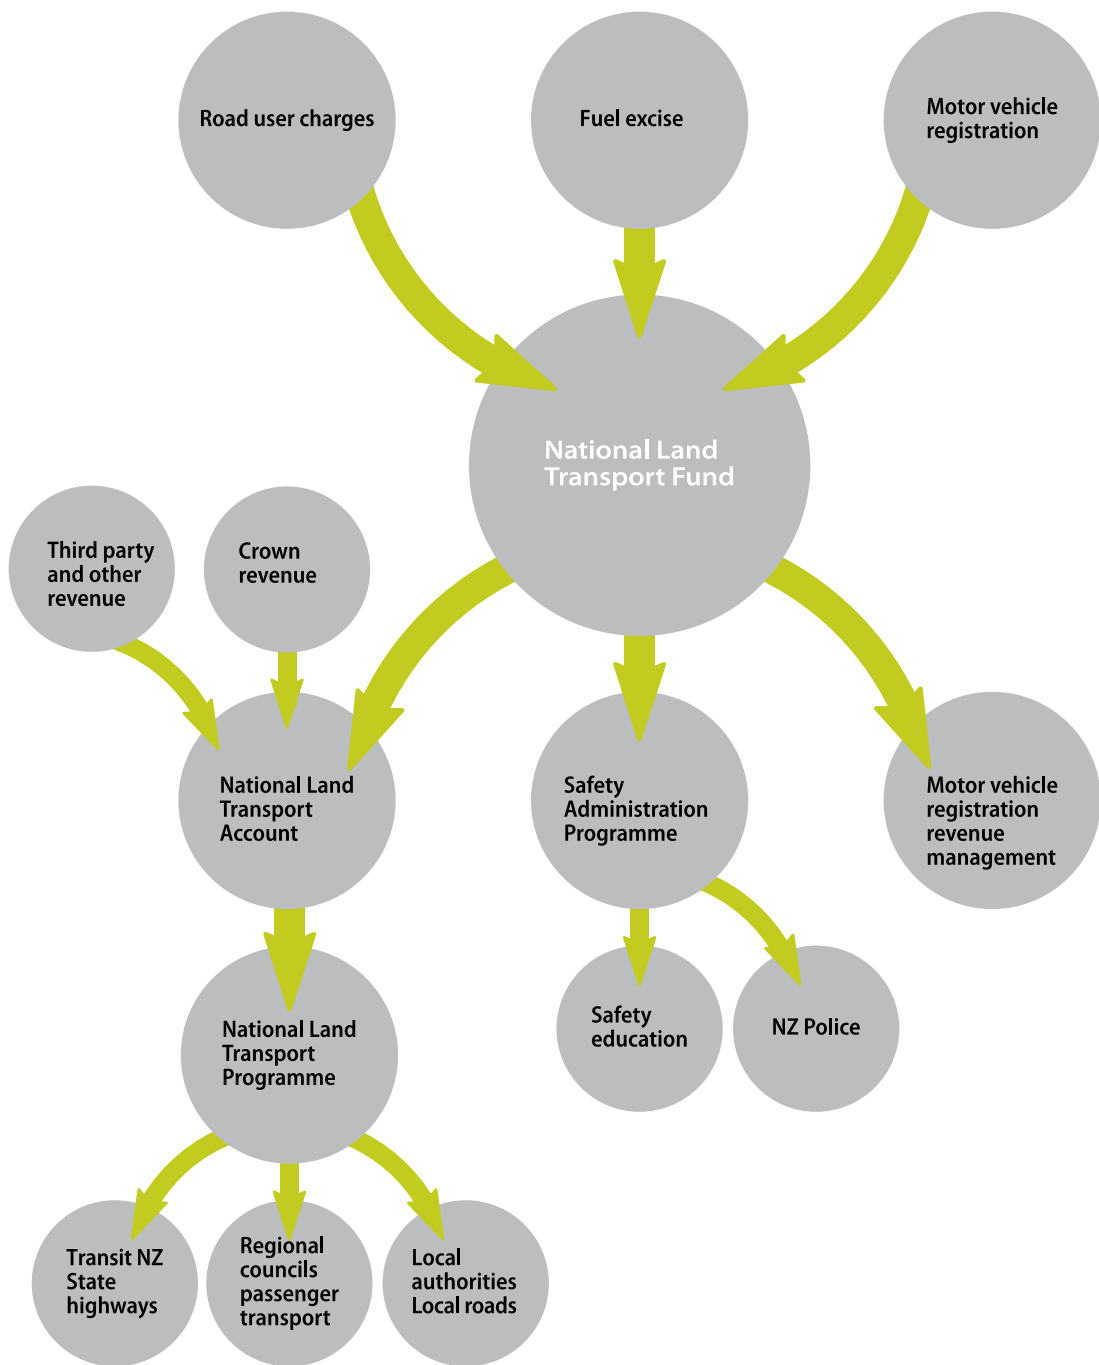 Road user charges
Fuel excise
Motor vehicle
registration
National Land
Transport Fund
Third party
and other
revenue
Crown
revenue
National Land
Transport
Account
Safety
Administration
Programme
Motor vehicle
registration
revenue
management
National Land
Transport
Programme
Safety
education
NZ Police
Transit NZ
State
highways
Regional
councils
passenger
transport
Local
authorities
Local roads